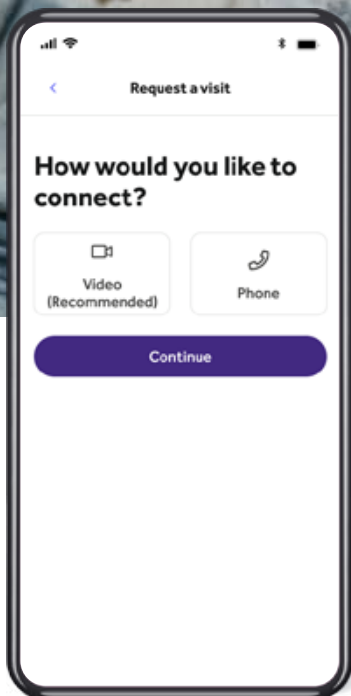 Request a visit
How would you like to
connect?
Video
(Recommended)
Phone
Continue